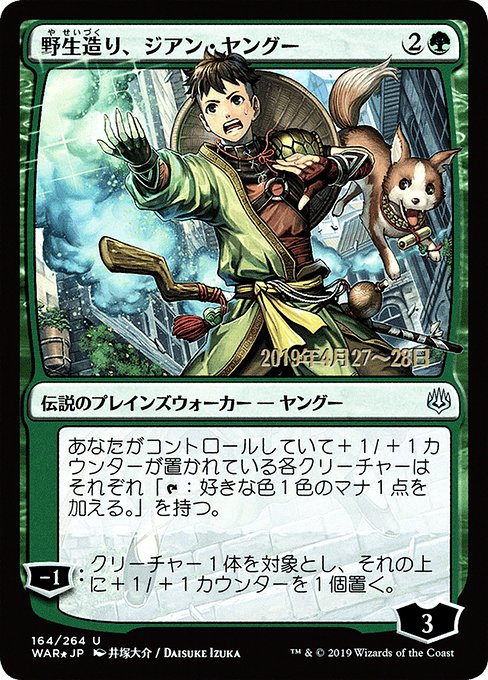 やせいづく
野生造り、ジアン・ヤングー 2
2019年4月27～28日
伝説のプレインズウォーカー — ヤングー
あなたがコントロールしていて＋1/＋1カ
ウンターが置かれている各クリーチャーは
それぞれ「：好きな色1色のマナ1点を
加える。」を持つ。
-1：クリーチャー1体を対象とし、それの上
に＋1/＋1カウンターを1個置く。
3
164/264 U
WAR★JP 井塚大介 / DAISUKE IZUKA
™ & © 2019 Wizards of the Coast